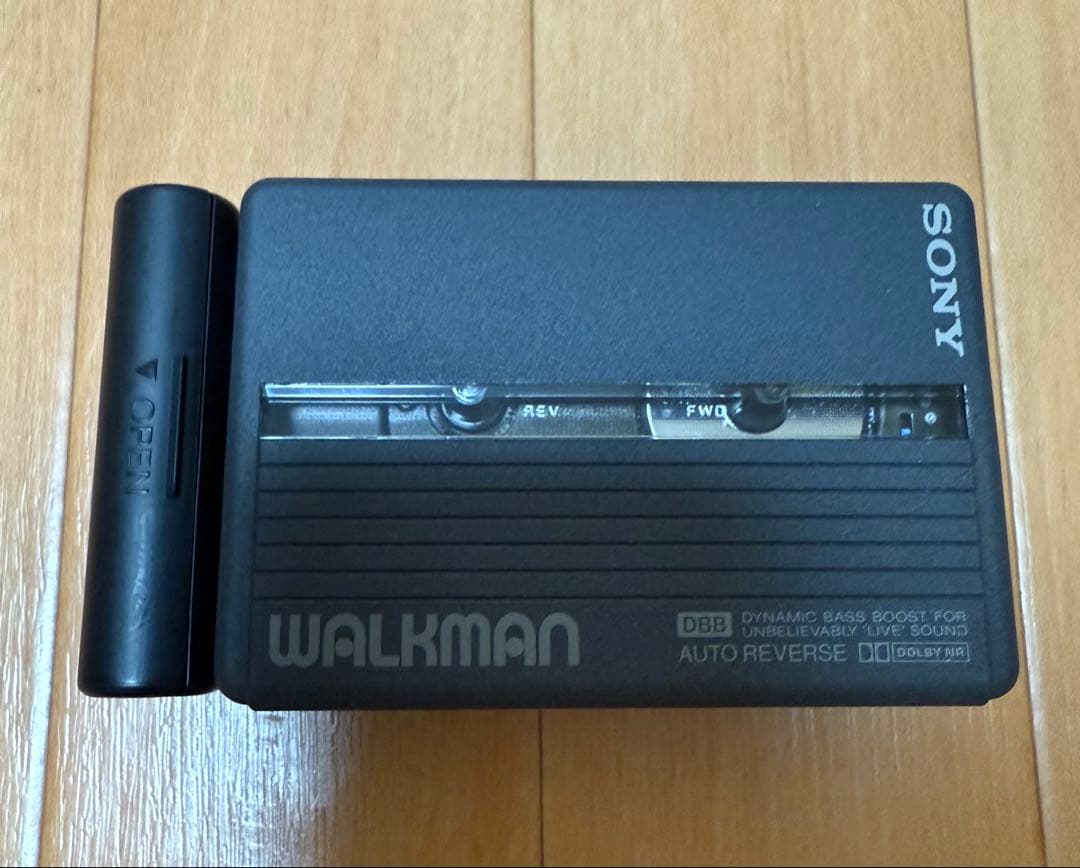 SONY
OPEN
REV
FWD
WALKMAN
DBB DYNAMIC BASS BOOST FOR
UNBELIEVABLY 'LIVE' SOUND
AUTO REVERSE DOLBY NR